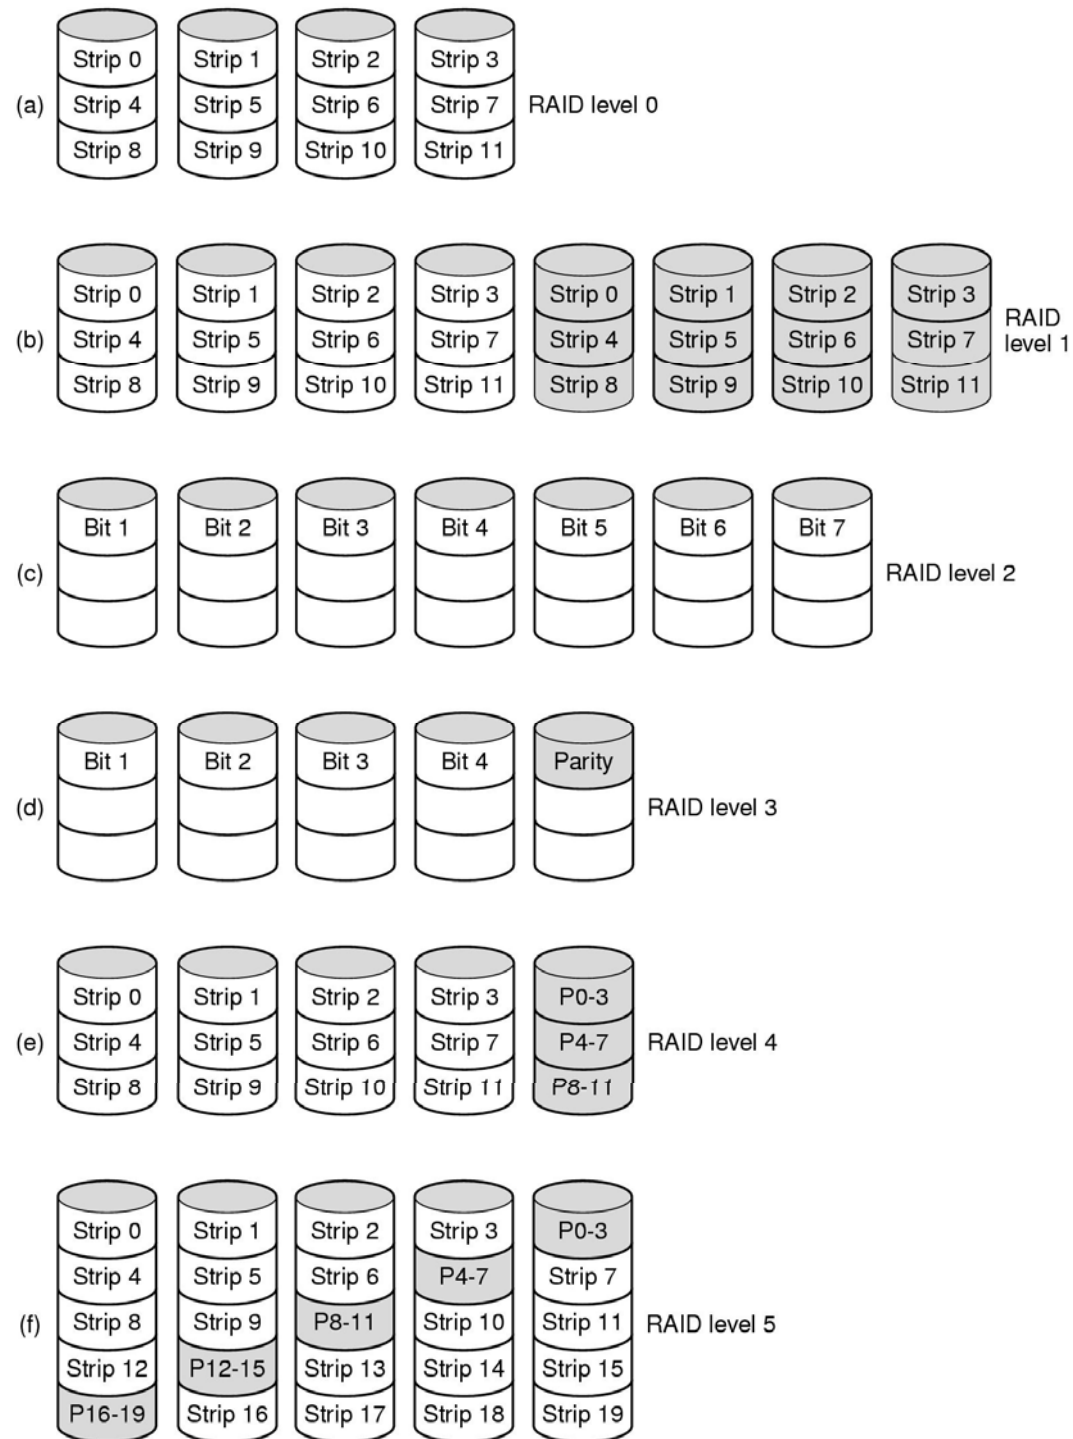 Strip 0 Strip 1 Strip 2 Strip 3
(a) Strip 4 Strip 5 Strip 6 Strip 7 RAID level 0
Strip 8 Strip 9 Strip 10 Strip 11
Strip 0 Strip 1 Strip 2 Strip 3 Strip 0 Strip 1 Strip 2 Strip 3
(b) Strip 4 Strip 5 Strip 6 Strip 7 Strip 4 Strip 5 Strip 6 Strip 7 RAID level 1
Strip 8 Strip 9 Strip 10 Strip 11 Strip 8 Strip 9 Strip 10 Strip 11
Bit 1 Bit 2 Bit 3 Bit 4 Bit 5 Bit 6 Bit 7
(c) RAID level 2
Bit 1 Bit 2 Bit 3 Bit 4 Parity
(d) RAID level 3
Strip 0 Strip 1 Strip 2 Strip 3 P0-3
(e) Strip 4 Strip 5 Strip 6 Strip 7 P4-7 RAID level 4
Strip 8 Strip 9 Strip 10 Strip 11 P8-11
Strip 0 Strip 1 Strip 2 Strip 3 P0-3
Strip 4 Strip 5 Strip 6 P4-7 Strip 7
(f) Strip 8 Strip 9 P8-11 Strip 10 Strip 11 RAID level 5
Strip 12 P12-15 Strip 13 Strip 14 Strip 15
P16-19 Strip 16 Strip 17 Strip 18 Strip 19